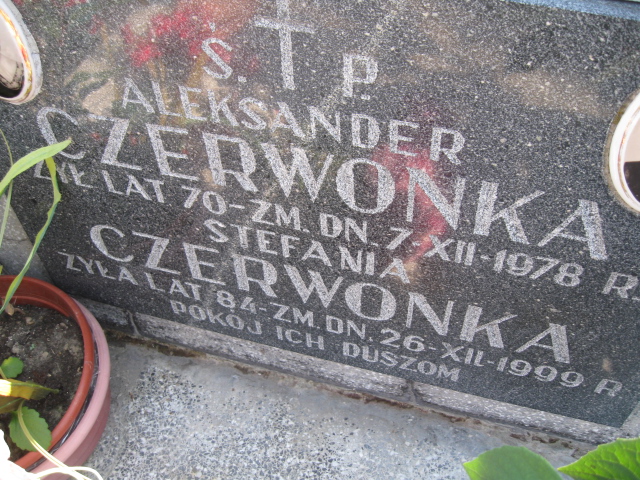 Ś. P.
ALEKSANDER
CZERWONKA
ŻYŁ LAT 70-ZM. DN. 7-XII-1978 R
STEFANIA
CZERWONKA
ŻYŁA LAT 84-ZM. DN. 26-XII-1999 R
POKÓJ ICH DUSZOM